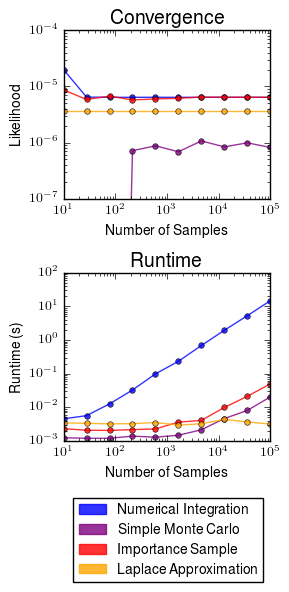 Convergence
10^-4
10^-5
10^-6
10^-7
Likelihood
10^1 10^2 10^3 10^4 10^5
Number of Samples
Runtime
10^2
10^1
10^0
10^-1
10^-2
10^-3
Runtime (s)
10^1 10^2 10^3 10^4 10^5
Number of Samples
Numerical Integration
Simple Monte Carlo
Importance Sample
Laplace Approximation